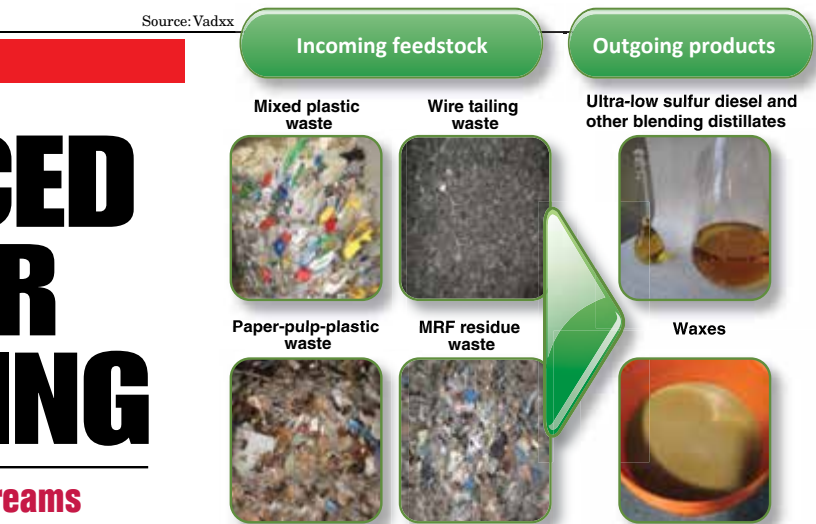 Source: Vadxx
Incoming feedstock
Outgoing products
Mixed plastic
waste
Wire tailing
waste
Ultra-low sulfur diesel and
other blending distillates
CED
R
ING
reams
Paper-pulp-plastic
waste
MRF residue
waste
Waxes